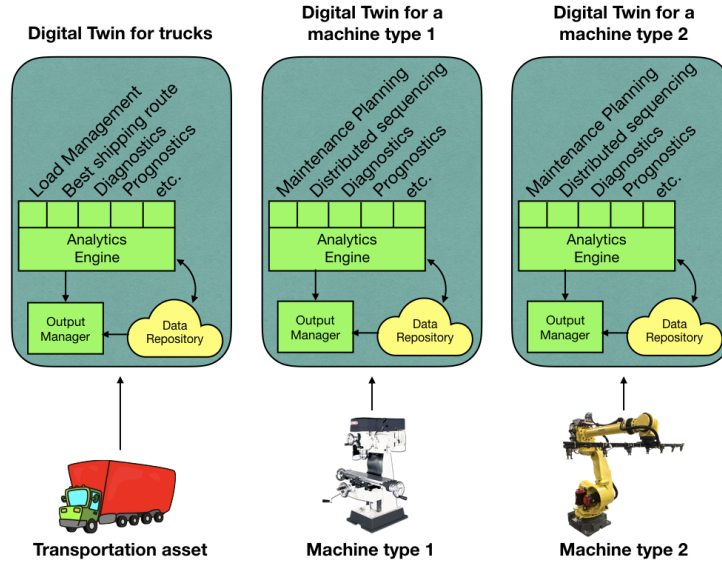 Digital Twin for trucks
Load Management
Best shipping route
Diagnostics
Prognostics
etc.
Analytics
Engine
Output
Manager
Data
Repository
Transportation asset
Digital Twin for a
machine type 1
Maintenance Planning
Distributed sequencing
Diagnostics
Prognostics
etc.
Analytics
Engine
Output
Manager
Data
Repository
Machine type 1
Digital Twin for a
machine type 2
Maintenance Planning
Distributed sequencing
Diagnostics
Prognostics
etc.
Analytics
Engine
Output
Manager
Data
Repository
Machine type 2